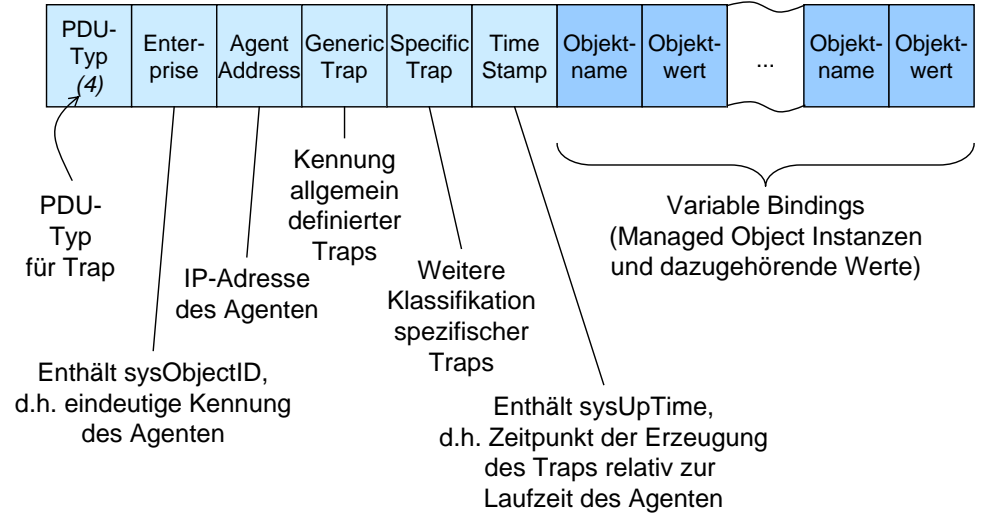 PDU-
Typ
(4)
Enter-
prise
Agent
Address
Generic
Trap
Specific
Trap
Time
Stamp
Objekt-
name
Objekt-
wert
...
Objekt-
name
Objekt-
wert
PDU-
Typ
für Trap
Enthält sysObjectID,
d.h. eindeutige Kennung
des Agenten
IP-Adresse
des Agenten
Kennung
allgemein
definierter
Traps
Weitere
Klassifikation
spezifischer
Traps
Enthält sysUpTime,
d.h. Zeitpunkt der Erzeugung
des Traps relativ zur
Laufzeit des Agenten
Variable Bindings
(Managed Object Instanzen
und dazugehörende Werte)